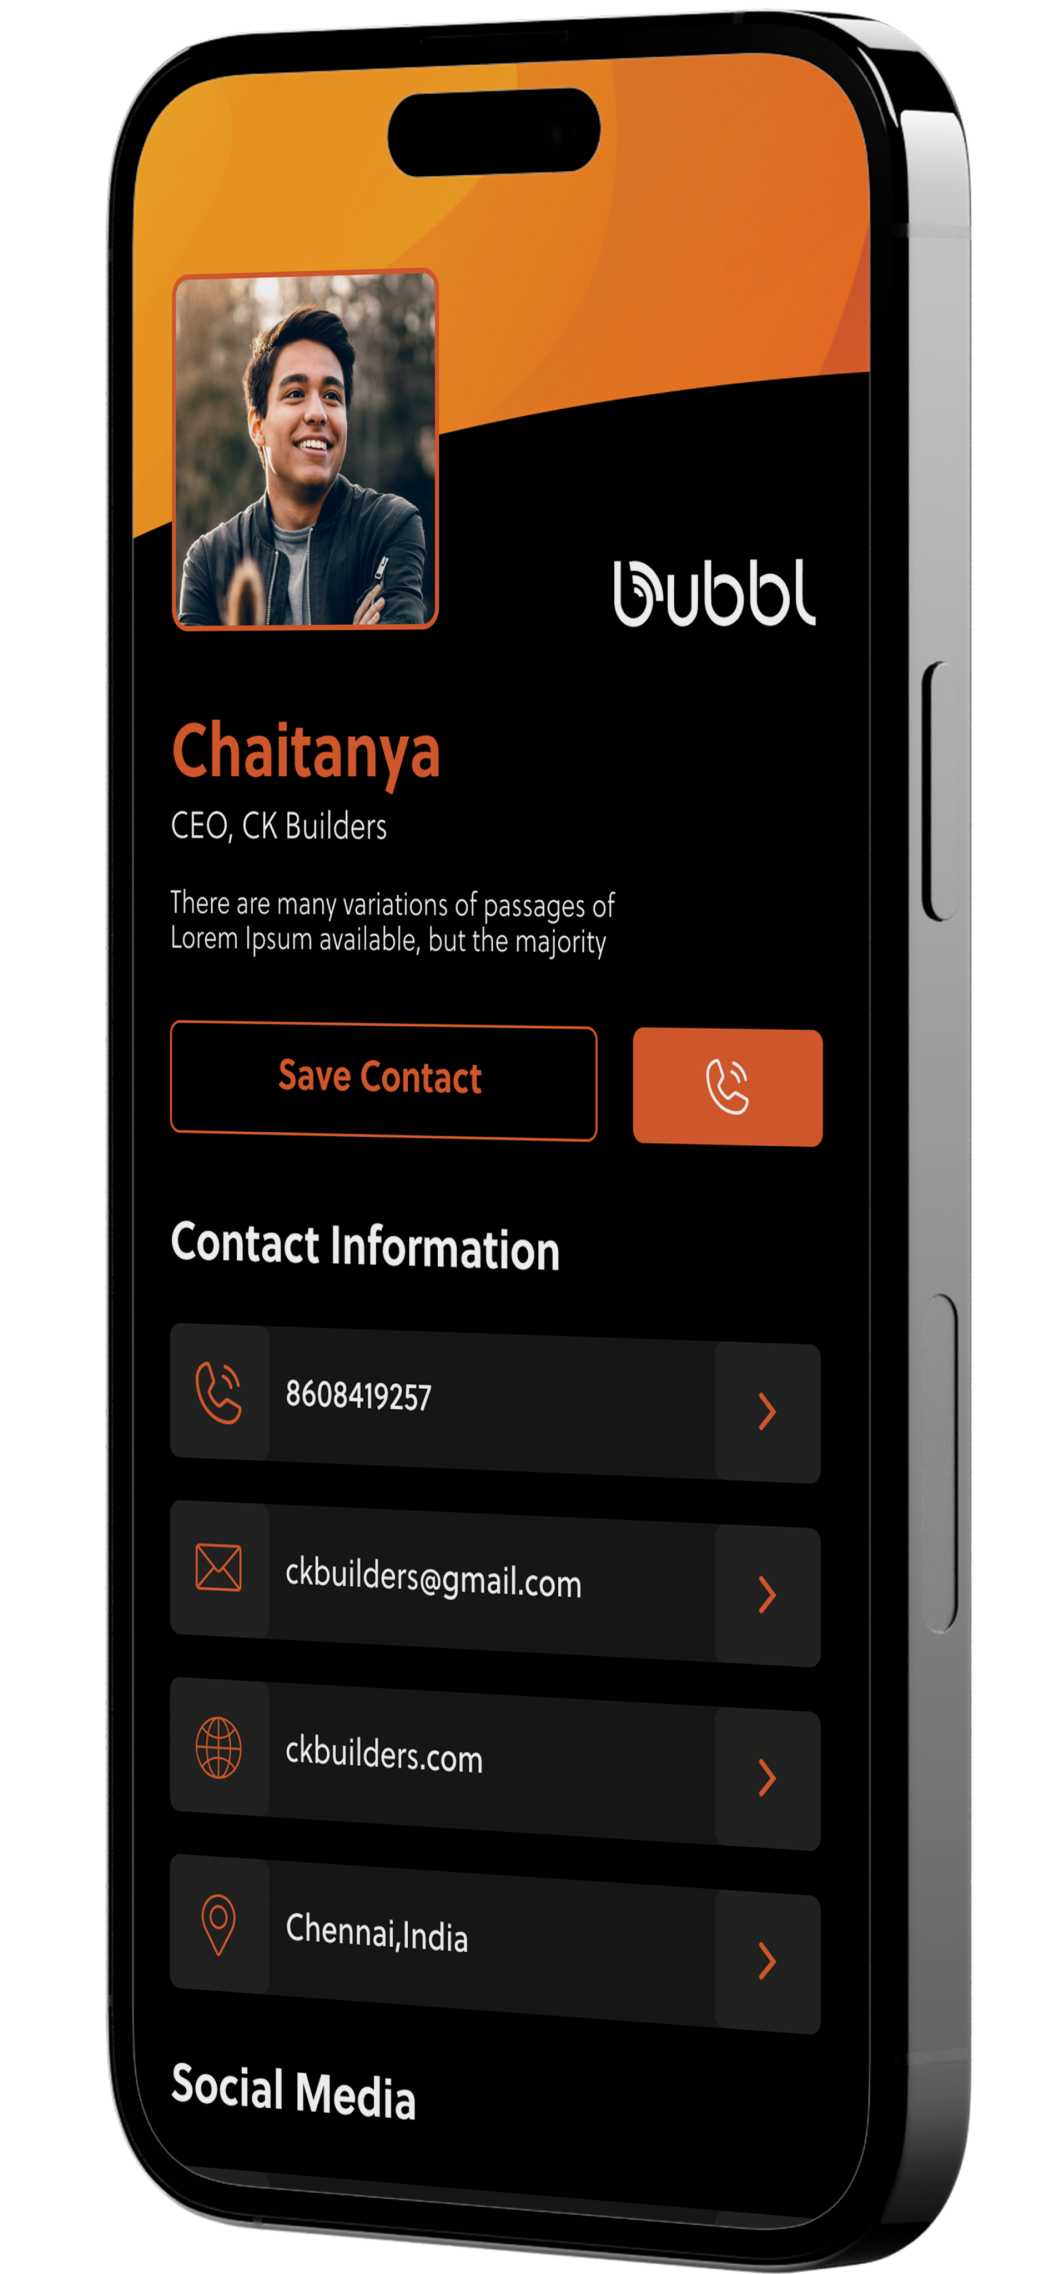 bubbl
Chaitanya
CEO, CK Builders
There are many variations of passages of
Lorem Ipsum available, but the majority
Save Contact
Contact Information
8608419257
ckbuilders@gmail.com
ckbuilders.com
Chennai,India
Social Media